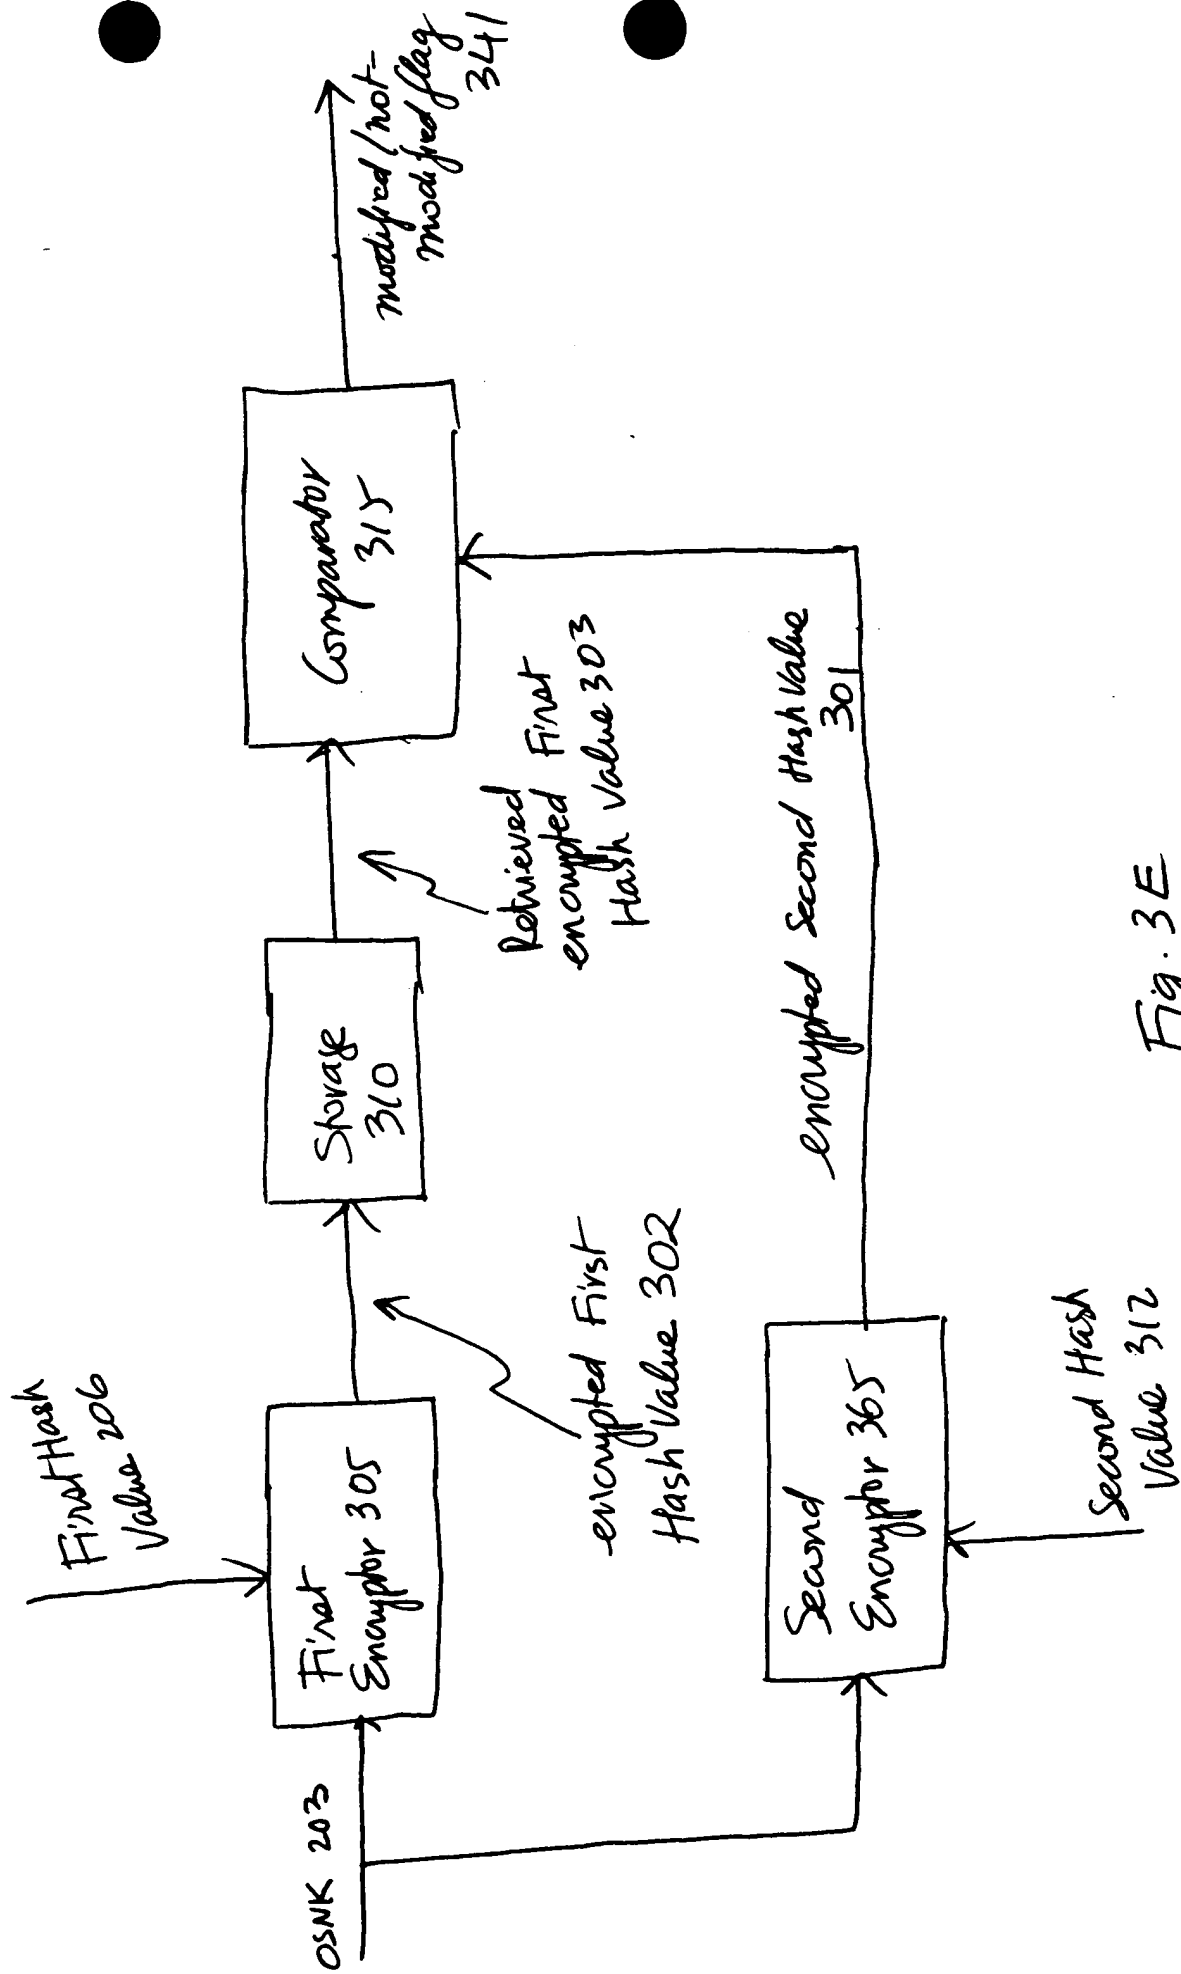 First Hash
Value 206
OSNK 203
First
Encryptor 305
encrypted First
Hash Value 302
Storage
310
Retrieved
encrypted First
Hash Value 303
Comparator
315
modified/not-
modified flag
341
Second
Encryptor 365
Second Hash
Value 312
encrypted Second Hash Value
301
Fig. 3E